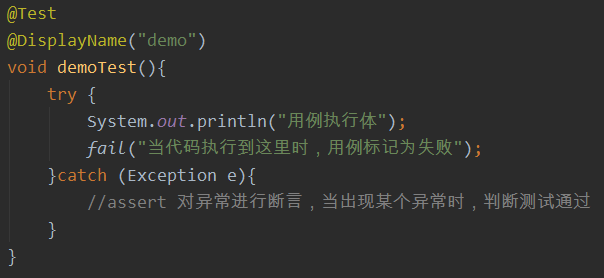 @Test
@DisplayName("demo")
void demoTest(){
try {
System.out.println("用例执行体");
fail("当代码执行到这里时，用例标记为失败");
}catch (Exception e){
//assert 对异常进行断言，当出现某个异常时，判断测试通过
}
}